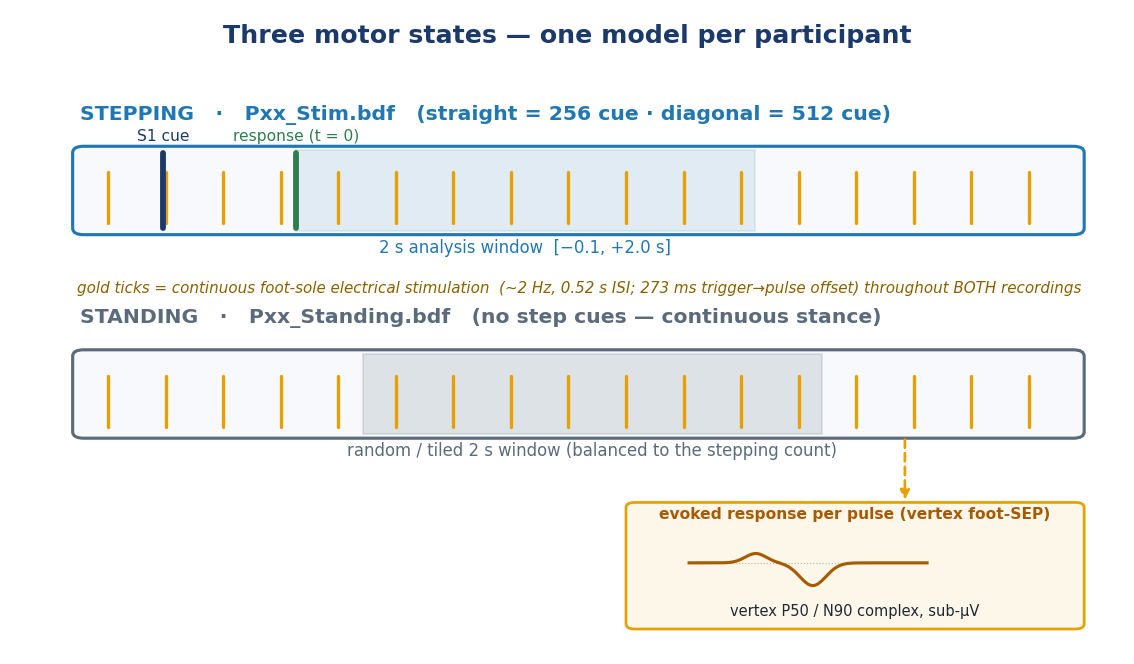 Three motor states — one model per participant
STEPPING · Pxx_Stim.bdf (straight = 256 cue · diagonal = 512 cue)
S1 cue
response (t = 0)
2 s analysis window [−0.1, +2.0 s]
gold ticks = continuous foot-sole electrical stimulation (~2 Hz, 0.52 s ISI; 273 ms trigger→pulse offset) throughout BOTH recordings
STANDING · Pxx_Standing.bdf (no step cues — continuous stance)
random / tiled 2 s window (balanced to the stepping count)
evoked response per pulse (vertex foot-SEP)
vertex P50 / N90 complex, sub-μV